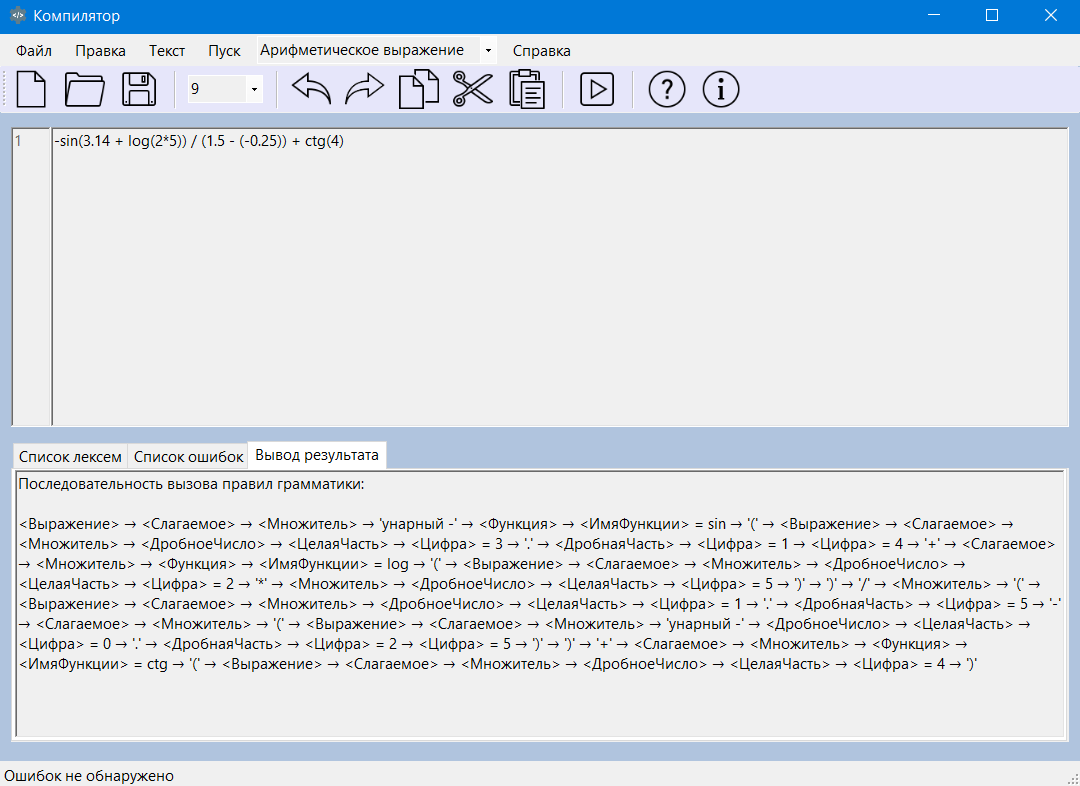 Компилятор
Файл Правка Текст Пуск Арифметическое выражение Справка
9
1 -sin(3.14 + log(2*5)) / (1.5 - (-0.25)) + ctg(4)
Список лексем Список ошибок Вывод результата
Последовательность вызова правил грамматики:
<Выражение> → <Слагаемое> → <Множитель> → 'унарный -' → <Функция> → <ИмяФункции> = sin → '(' → <Выражение> → <Слагаемое> →
<Множитель> → <ДробноеЧисло> → <ЦелаяЧасть> → <Цифра> = 3 → '.' → <ДробнаяЧасть> → <Цифра> = 1 → <Цифра> = 4 → '+' → <Слагаемое>
→ <Множитель> → <Функция> → <ИмяФункции> = log → '(' → <Выражение> → <Слагаемое> → <Множитель> → <ДробноеЧисло> →
<ЦелаяЧасть> → <Цифра> = 2 → '*' → <Множитель> → <ДробноеЧисло> → <ЦелаяЧасть> → <Цифра> = 5 → ')' → ')' → '/' → <Множитель> → '(' →
<Выражение> → <Слагаемое> → <Множитель> → <ДробноеЧисло> → <ЦелаяЧасть> → <Цифра> = 1 → '.' → <ДробнаяЧасть> → <Цифра> = 5 → '-'
→ <Слагаемое> → <Множитель> → '(' → <Выражение> → <Слагаемое> → <Множитель> → 'унарный -' → <ДробноеЧисло> → <ЦелаяЧасть> →
<Цифра> = 0 → '.' → <ДробнаяЧасть> → <Цифра> = 2 → <Цифра> = 5 → ')' → ')' → '+' → <Слагаемое> → <Множитель> → <Функция> →
<ИмяФункции> = ctg → '(' → <Выражение> → <Слагаемое> → <Множитель> → <ДробноеЧисло> → <ЦелаяЧасть> → <Цифра> = 4 → ')'
Ошибок не обнаружено